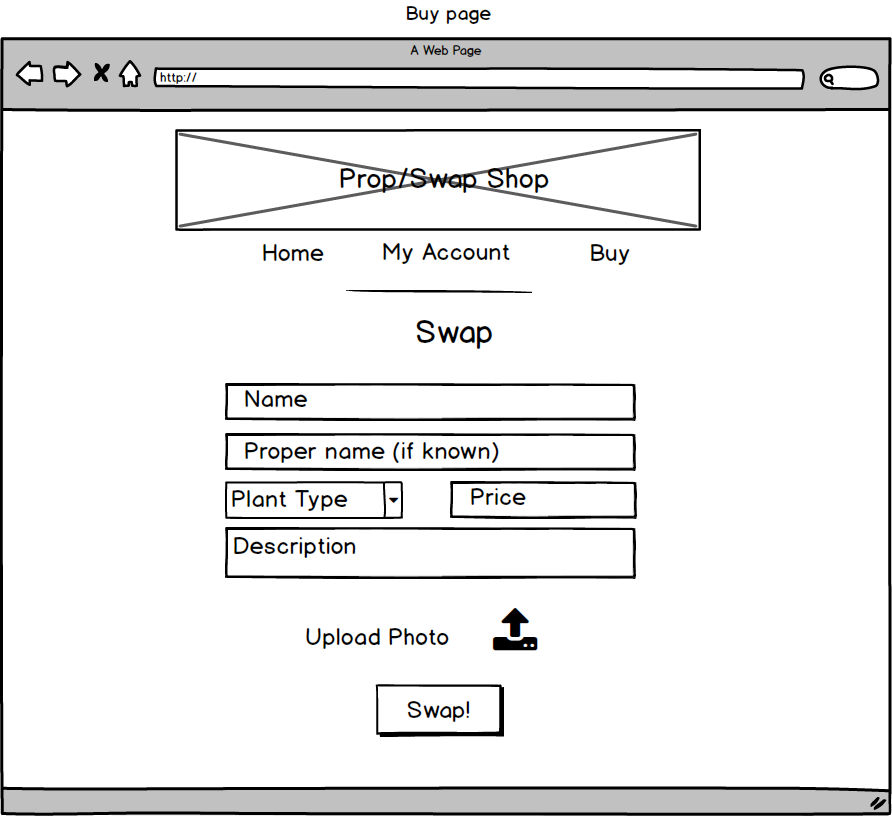 Buy page
A Web Page
http://
Prop/Swap Shop
Home My Account Buy
Swap
Name
Proper name (if known)
Plant Type Price
Description
Upload Photo
Swap!